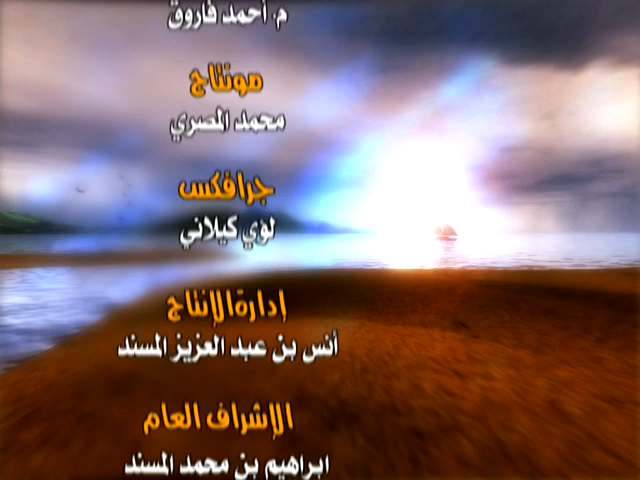 م. أحمد فاروق
مونتاج
محمد المصري
جرافكس
لؤي كيلاني
إدارة الإنتاج
أنس بن عبد العزيز المسند
الإشراف العام
ابراهيم بن محمد المسند